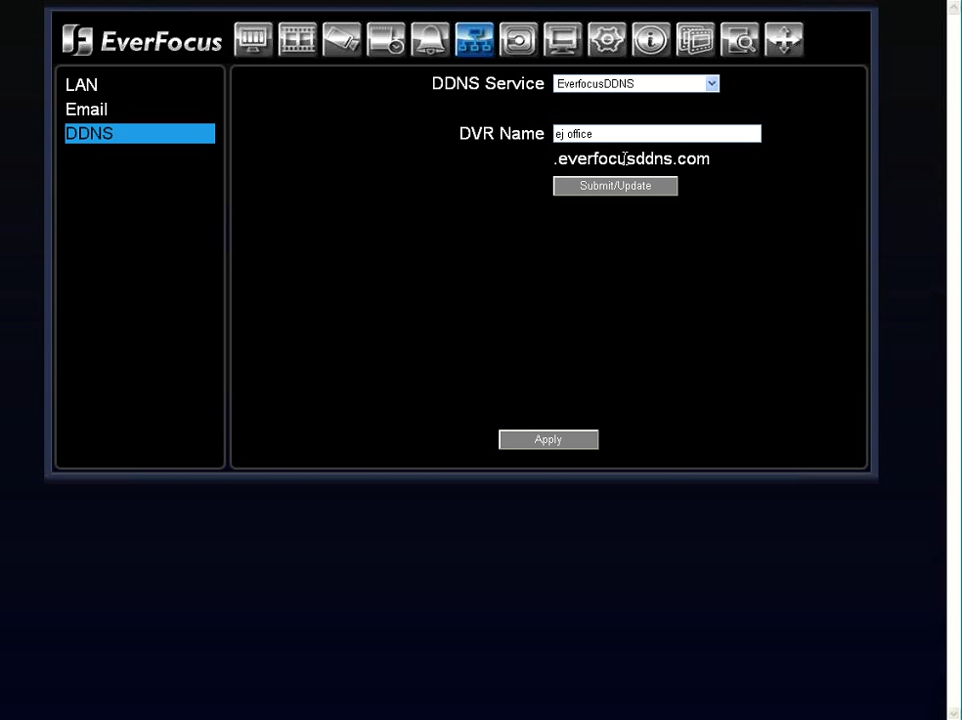 EverFocus
LAN
Email
DDNS
DDNS Service EverfocusDDNS
DVR Name ej office
.everfocusddns.com
Submit/Update
Apply